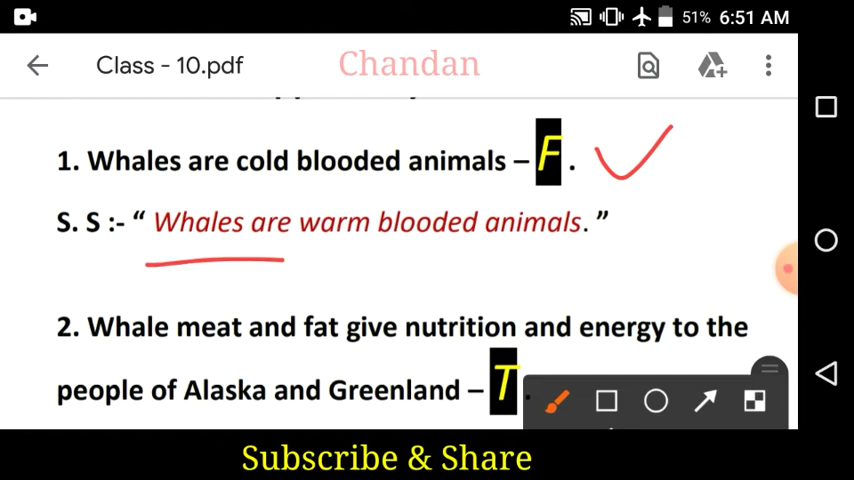 51% 6:51 AM
Class - 10.pdf
Chandan
1. Whales are cold blooded animals – F .
S. S :- “ Whales are warm blooded animals. ”
2. Whale meat and fat give nutrition and energy to the
people of Alaska and Greenland – T .
Subscribe & Share